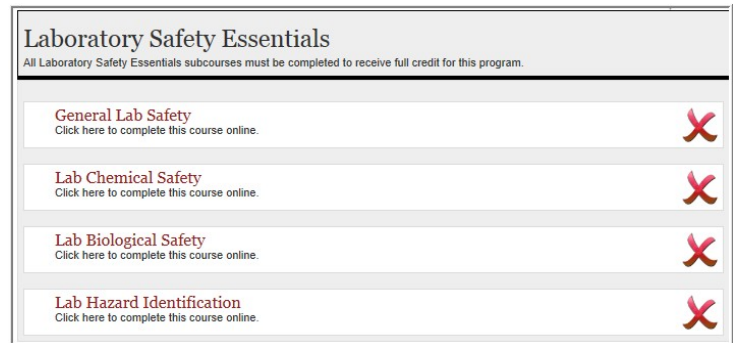 Laboratory Safety Essentials
All Laboratory Safety Essentials subcourses must be completed to receive full credit for this program.
General Lab Safety
Click here to complete this course online.
Lab Chemical Safety
Click here to complete this course online.
Lab Biological Safety
Click here to complete this course online.
Lab Hazard Identification
Click here to complete this course online.